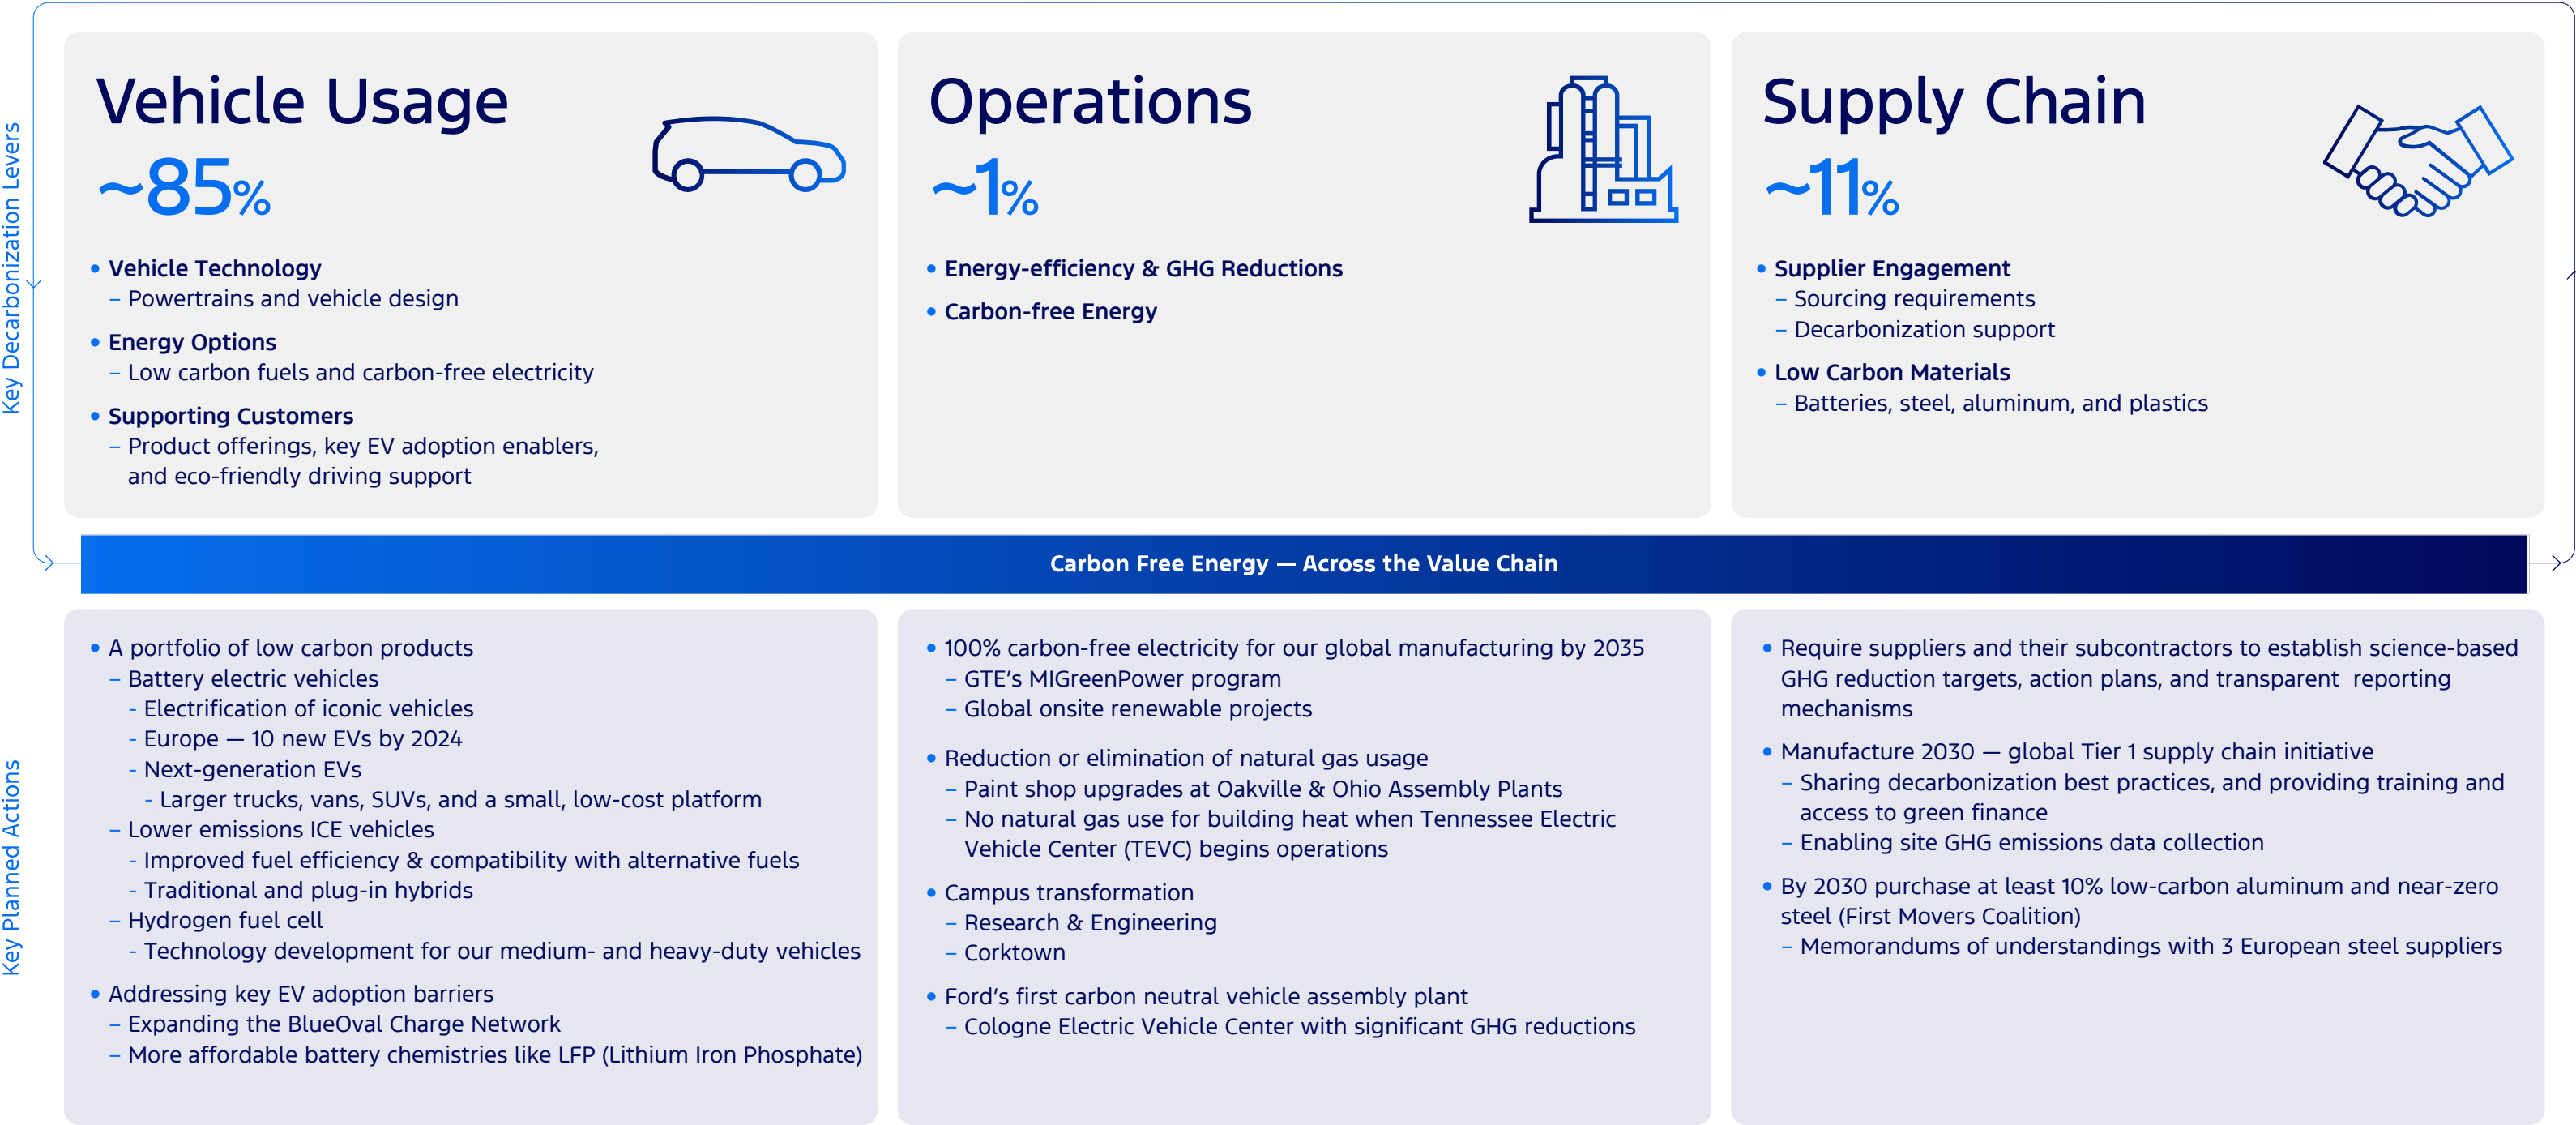 Key Decarbonization Levers
Vehicle Usage
~85%
• Vehicle Technology
– Powertrains and vehicle design
• Energy Options
– Low carbon fuels and carbon-free electricity
• Supporting Customers
– Product offerings, key EV adoption enablers,
and eco-friendly driving support
Operations
~1%
• Energy-efficiency & GHG Reductions
• Carbon-free Energy
Supply Chain
~11%
• Supplier Engagement
– Sourcing requirements
– Decarbonization support
• Low Carbon Materials
– Batteries, steel, aluminum, and plastics
Carbon Free Energy — Across the Value Chain
Key Planned Actions
• A portfolio of low carbon products
– Battery electric vehicles
- Electrification of iconic vehicles
- Europe — 10 new EVs by 2024
- Next-generation EVs
- Larger trucks, vans, SUVs, and a small, low-cost platform
– Lower emissions ICE vehicles
- Improved fuel efficiency & compatibility with alternative fuels
- Traditional and plug-in hybrids
– Hydrogen fuel cell
- Technology development for our medium- and heavy-duty vehicles
• Addressing key EV adoption barriers
– Expanding the BlueOval Charge Network
– More affordable battery chemistries like LFP (Lithium Iron Phosphate)
• 100% carbon-free electricity for our global manufacturing by 2035
– GTE's MIGreenPower program
– Global onsite renewable projects
• Reduction or elimination of natural gas usage
– Paint shop upgrades at Oakville & Ohio Assembly Plants
– No natural gas use for building heat when Tennessee Electric
Vehicle Center (TEVC) begins operations
• Campus transformation
– Research & Engineering
– Corktown
• Ford's first carbon neutral vehicle assembly plant
– Cologne Electric Vehicle Center with significant GHG reductions
• Require suppliers and their subcontractors to establish science-based
GHG reduction targets, action plans, and transparent reporting
mechanisms
• Manufacture 2030 — global Tier 1 supply chain initiative
– Sharing decarbonization best practices, and providing training and
access to green finance
– Enabling site GHG emissions data collection
• By 2030 purchase at least 10% low-carbon aluminum and near-zero
steel (First Movers Coalition)
– Memorandums of understandings with 3 European steel suppliers